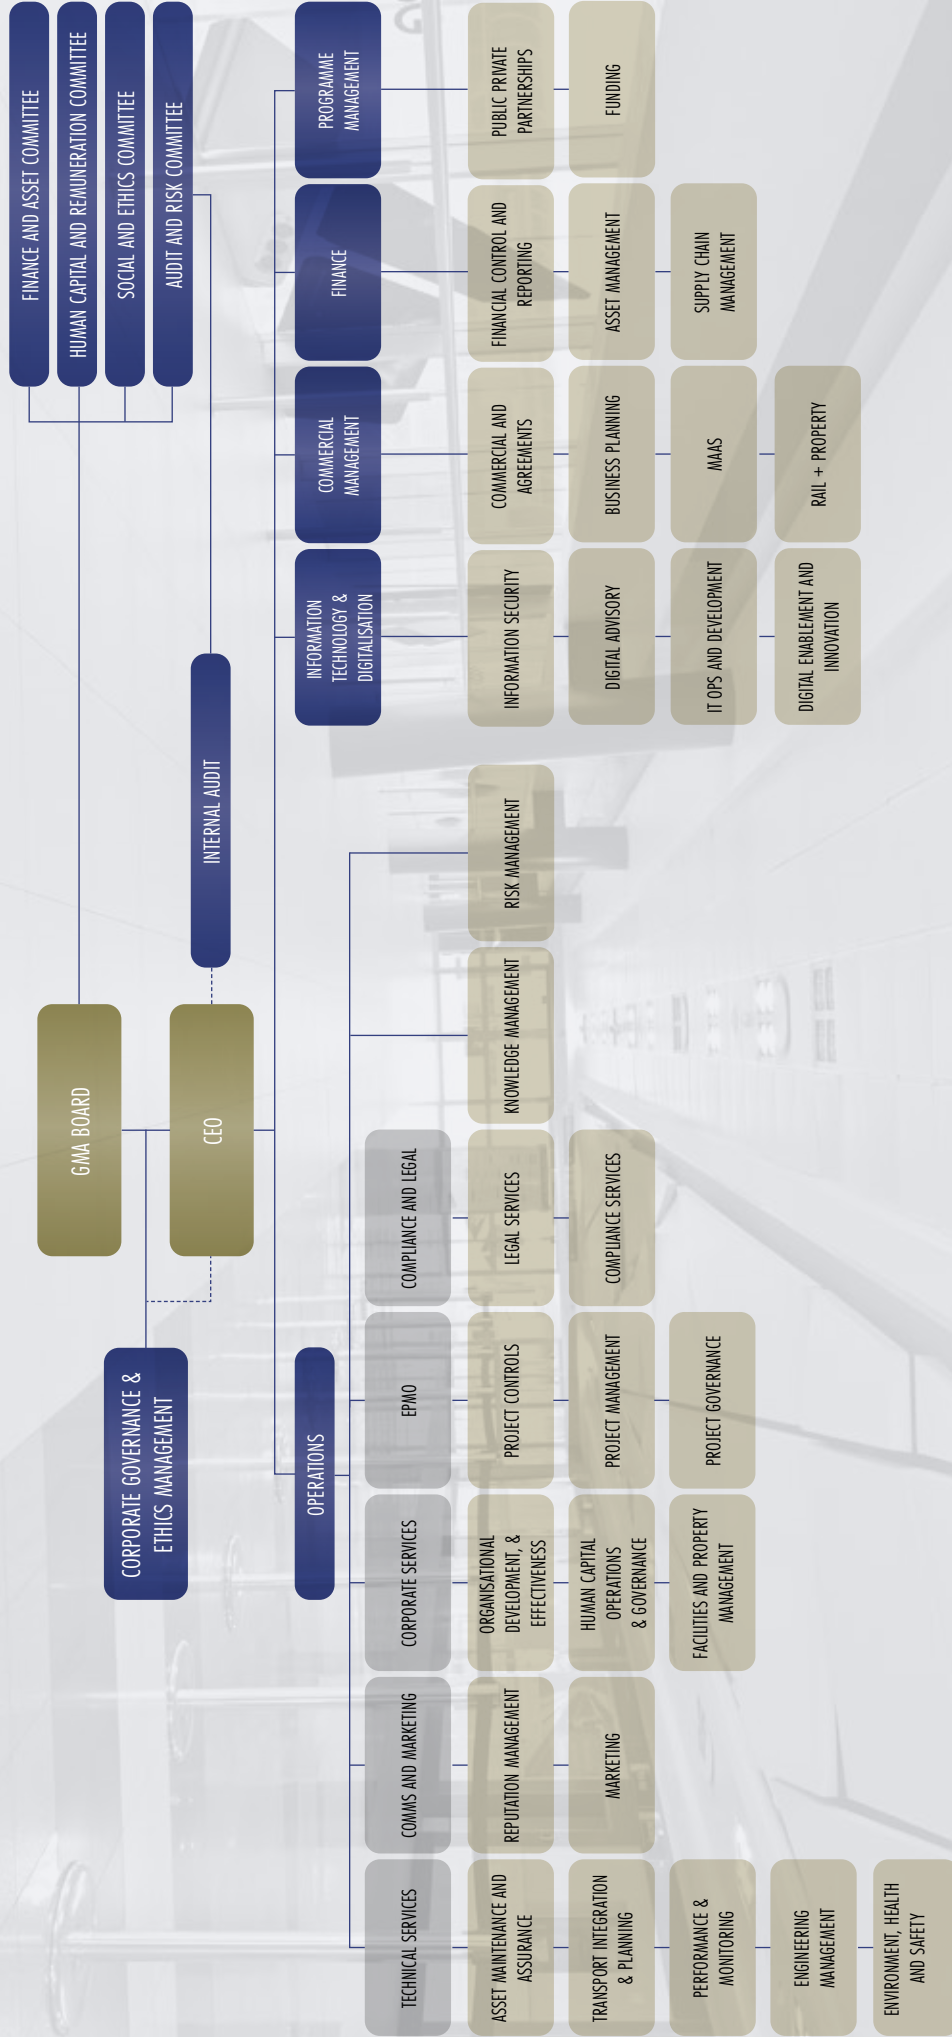 GMA BOARD
CEO
CORPORATE GOVERNANCE &
ETHICS MANAGEMENT
INTERNAL AUDIT
FINANCE AND ASSET COMMITTEE
HUMAN CAPITAL AND REMUNERATION COMMITTEE
SOCIAL AND ETHICS COMMITTEE
AUDIT AND RISK COMMITTEE
OPERATIONS
INFORMATION
TECHNOLOGY &
DIGITALISATION
COMMERCIAL
MANAGEMENT
FINANCE
PROGRAMME
MANAGEMENT
TECHNICAL SERVICES
ASSET MAINTENANCE AND
ASSURANCE
TRANSPORT INTEGRATION
& PLANNING
PERFORMANCE &
MONITORING
ENGINEERING
MANAGEMENT
ENVIRONMENT, HEALTH
AND SAFETY
COMMS AND MARKETING
REPUTATION MANAGEMENT
MARKETING
CORPORATE SERVICES
ORGANISATIONAL
DEVELOPMENT, &
EFFECTIVENESS
HUMAN CAPITAL
OPERATIONS
& GOVERNANCE
FACILITIES AND PROPERTY
MANAGEMENT
EPMO
PROJECT CONTROLS
PROJECT MANAGEMENT
PROJECT GOVERNANCE
COMPLIANCE AND LEGAL
LEGAL SERVICES
COMPLIANCE SERVICES
KNOWLEDGE MANAGEMENT
RISK MANAGEMENT
INFORMATION SECURITY
DIGITAL ADVISORY
IT OPS AND DEVELOPMENT
DIGITAL ENABLEMENT AND
INNOVATION
COMMERCIAL AND
AGREEMENTS
BUSINESS PLANNING
MAAS
RAIL + PROPERTY
FINANCIAL CONTROL AND
REPORTING
ASSET MANAGEMENT
SUPPLY CHAIN
MANAGEMENT
PUBLIC PRIVATE
PARTNERSHIPS
FUNDING